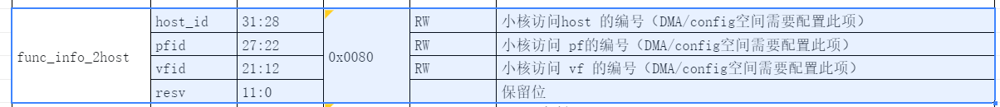 host_id 31:28 RW 小核访问host 的编号（DMA/config空间需要配置此项）
pfid 27:22 RW 小核访问 pf的编号（DMA/config空间需要配置此项）
func_info_2host 0x0080
vfid 21:12 RW 小核访问 vf 的编号（DMA/config空间需要配置此项）
resv 11:0 保留位